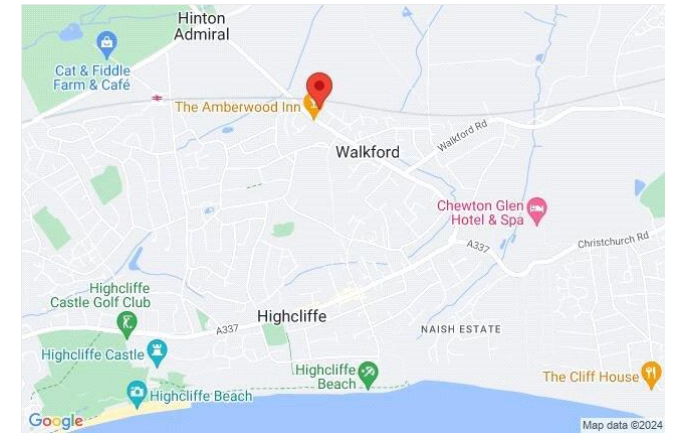 Hinton
Admiral
Cat & Fiddle
Farm & Café
The Amberwood Inn
Walkford Rd
Walkford
Chewton Glen
Hotel & Spa
A337
Christchurch Rd
Highcliffe
Castle Golf Club
Highcliffe
A337
NAISH ESTATE
Highcliffe Castle
Highcliffe
Beach
The Cliff House
Highcliffe Beach
Google
Map data ©2024